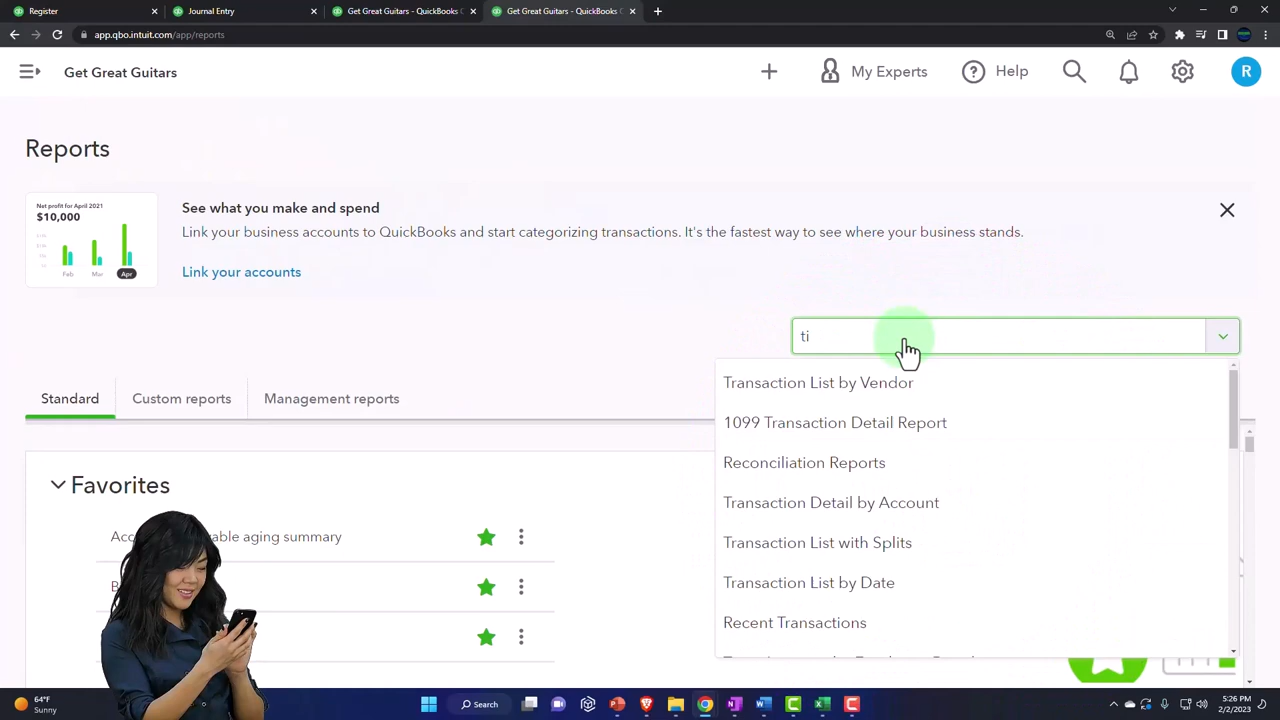 Register
Journal Entry
Get Great Guitars - QuickBooks
Get Great Guitars - QuickBooks
app.qbo.intuit.com/app/reports
Get Great Guitars
My Experts
Help
R
Reports
Net profit for April 2021
$10,000
Feb
Mar
Apr
See what you make and spend
Link your business accounts to QuickBooks and start categorizing transactions. It's the fastest way to see where your business stands.
Link your accounts
ti
Transaction List by Vendor
1099 Transaction Detail Report
Reconciliation Reports
Transaction Detail by Account
Transaction List with Splits
Transaction List by Date
Recent Transactions
Standard
Custom reports
Management reports
Favorites
able aging summary
64°F
Sunny
Search
5:26 PM
2/2/2023